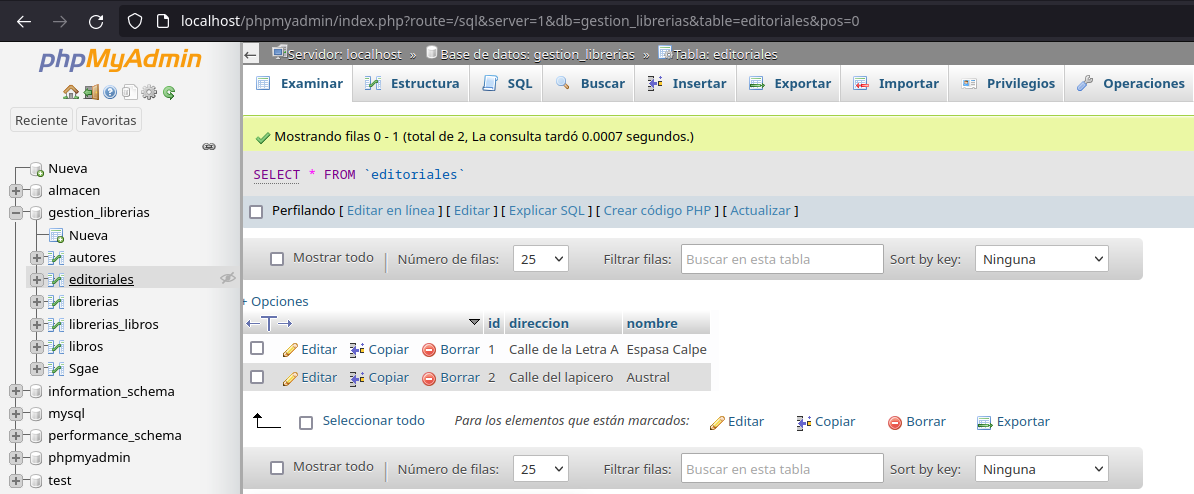 localhost/phpmyadmin/index.php?route=/sql&server=1&db=gestion_librerias&table=editoriales&pos=0
phpMyAdmin
Reciente Favoritas
Nueva
almacen
gestion_librerias
Nueva
autores
editoriales
librerias
librerias_libros
libros
Sgae
information_schema
mysql
performance_schema
phpmyadmin
test
Servidor: localhost » Base de datos: gestion_librerias » Tabla: editoriales
Examinar Estructura SQL Buscar Insertar Exportar Importar Privilegios Operaciones
Mostrando filas 0 - 1 (total de 2, La consulta tardó 0.0007 segundos.)
SELECT * FROM `editoriales`
Perfilando [ Editar en línea ] [ Editar ] [ Explicar SQL ] [ Crear código PHP ] [ Actualizar ]
Mostrar todo | Número de filas: 25 Filtrar filas: Buscar en esta tabla Sort by key: Ninguna
+ Opciones
←T→ id direccion nombre
Editar Copiar Borrar 1 Calle de la Letra A Espasa Calpe
Editar Copiar Borrar 2 Calle del lapicero Austral
Seleccionar todo Para los elementos que están marcados: Editar Copiar Borrar Exportar
Mostrar todo | Número de filas: 25 Filtrar filas: Buscar en esta tabla Sort by key: Ninguna